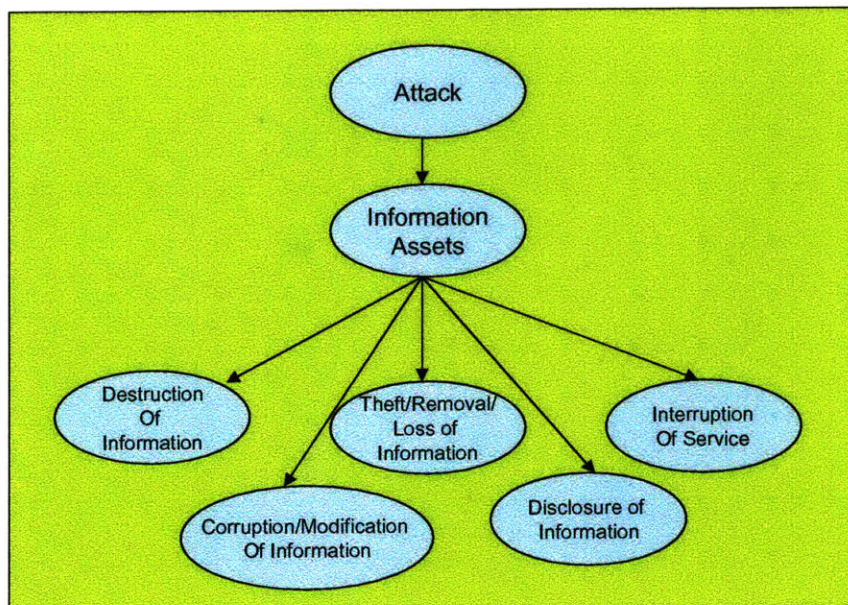 Attack
Information
Assets
Destruction
Of
Information
Theft/Removal/
Loss of
Information
Interruption
Of Service
Corruption/Modification
Of Information
Disclosure of
Information